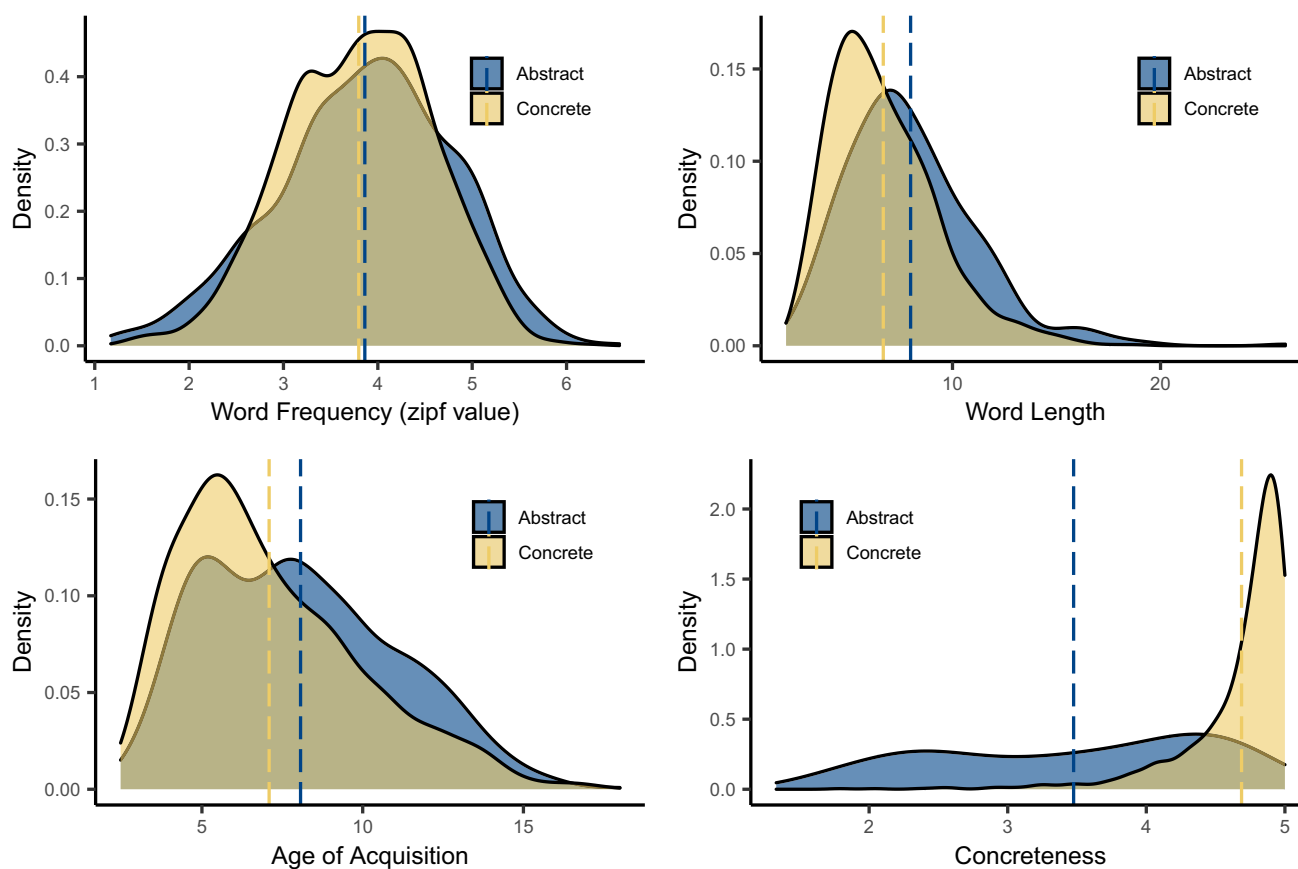 Density
0.4
0.3
0.2
0.1
0.0
Abstract
Concrete
1 2 3 4 5 6
Word Frequency (zipf value)
Density
0.15
0.10
0.05
0.00
Abstract
Concrete
10 20
Word Length
Density
0.15
0.10
0.05
0.00
Abstract
Concrete
5 10 15
Age of Acquisition
Density
2.0
1.5
1.0
0.5
0.0
Abstract
Concrete
2 3 4 5
Concreteness